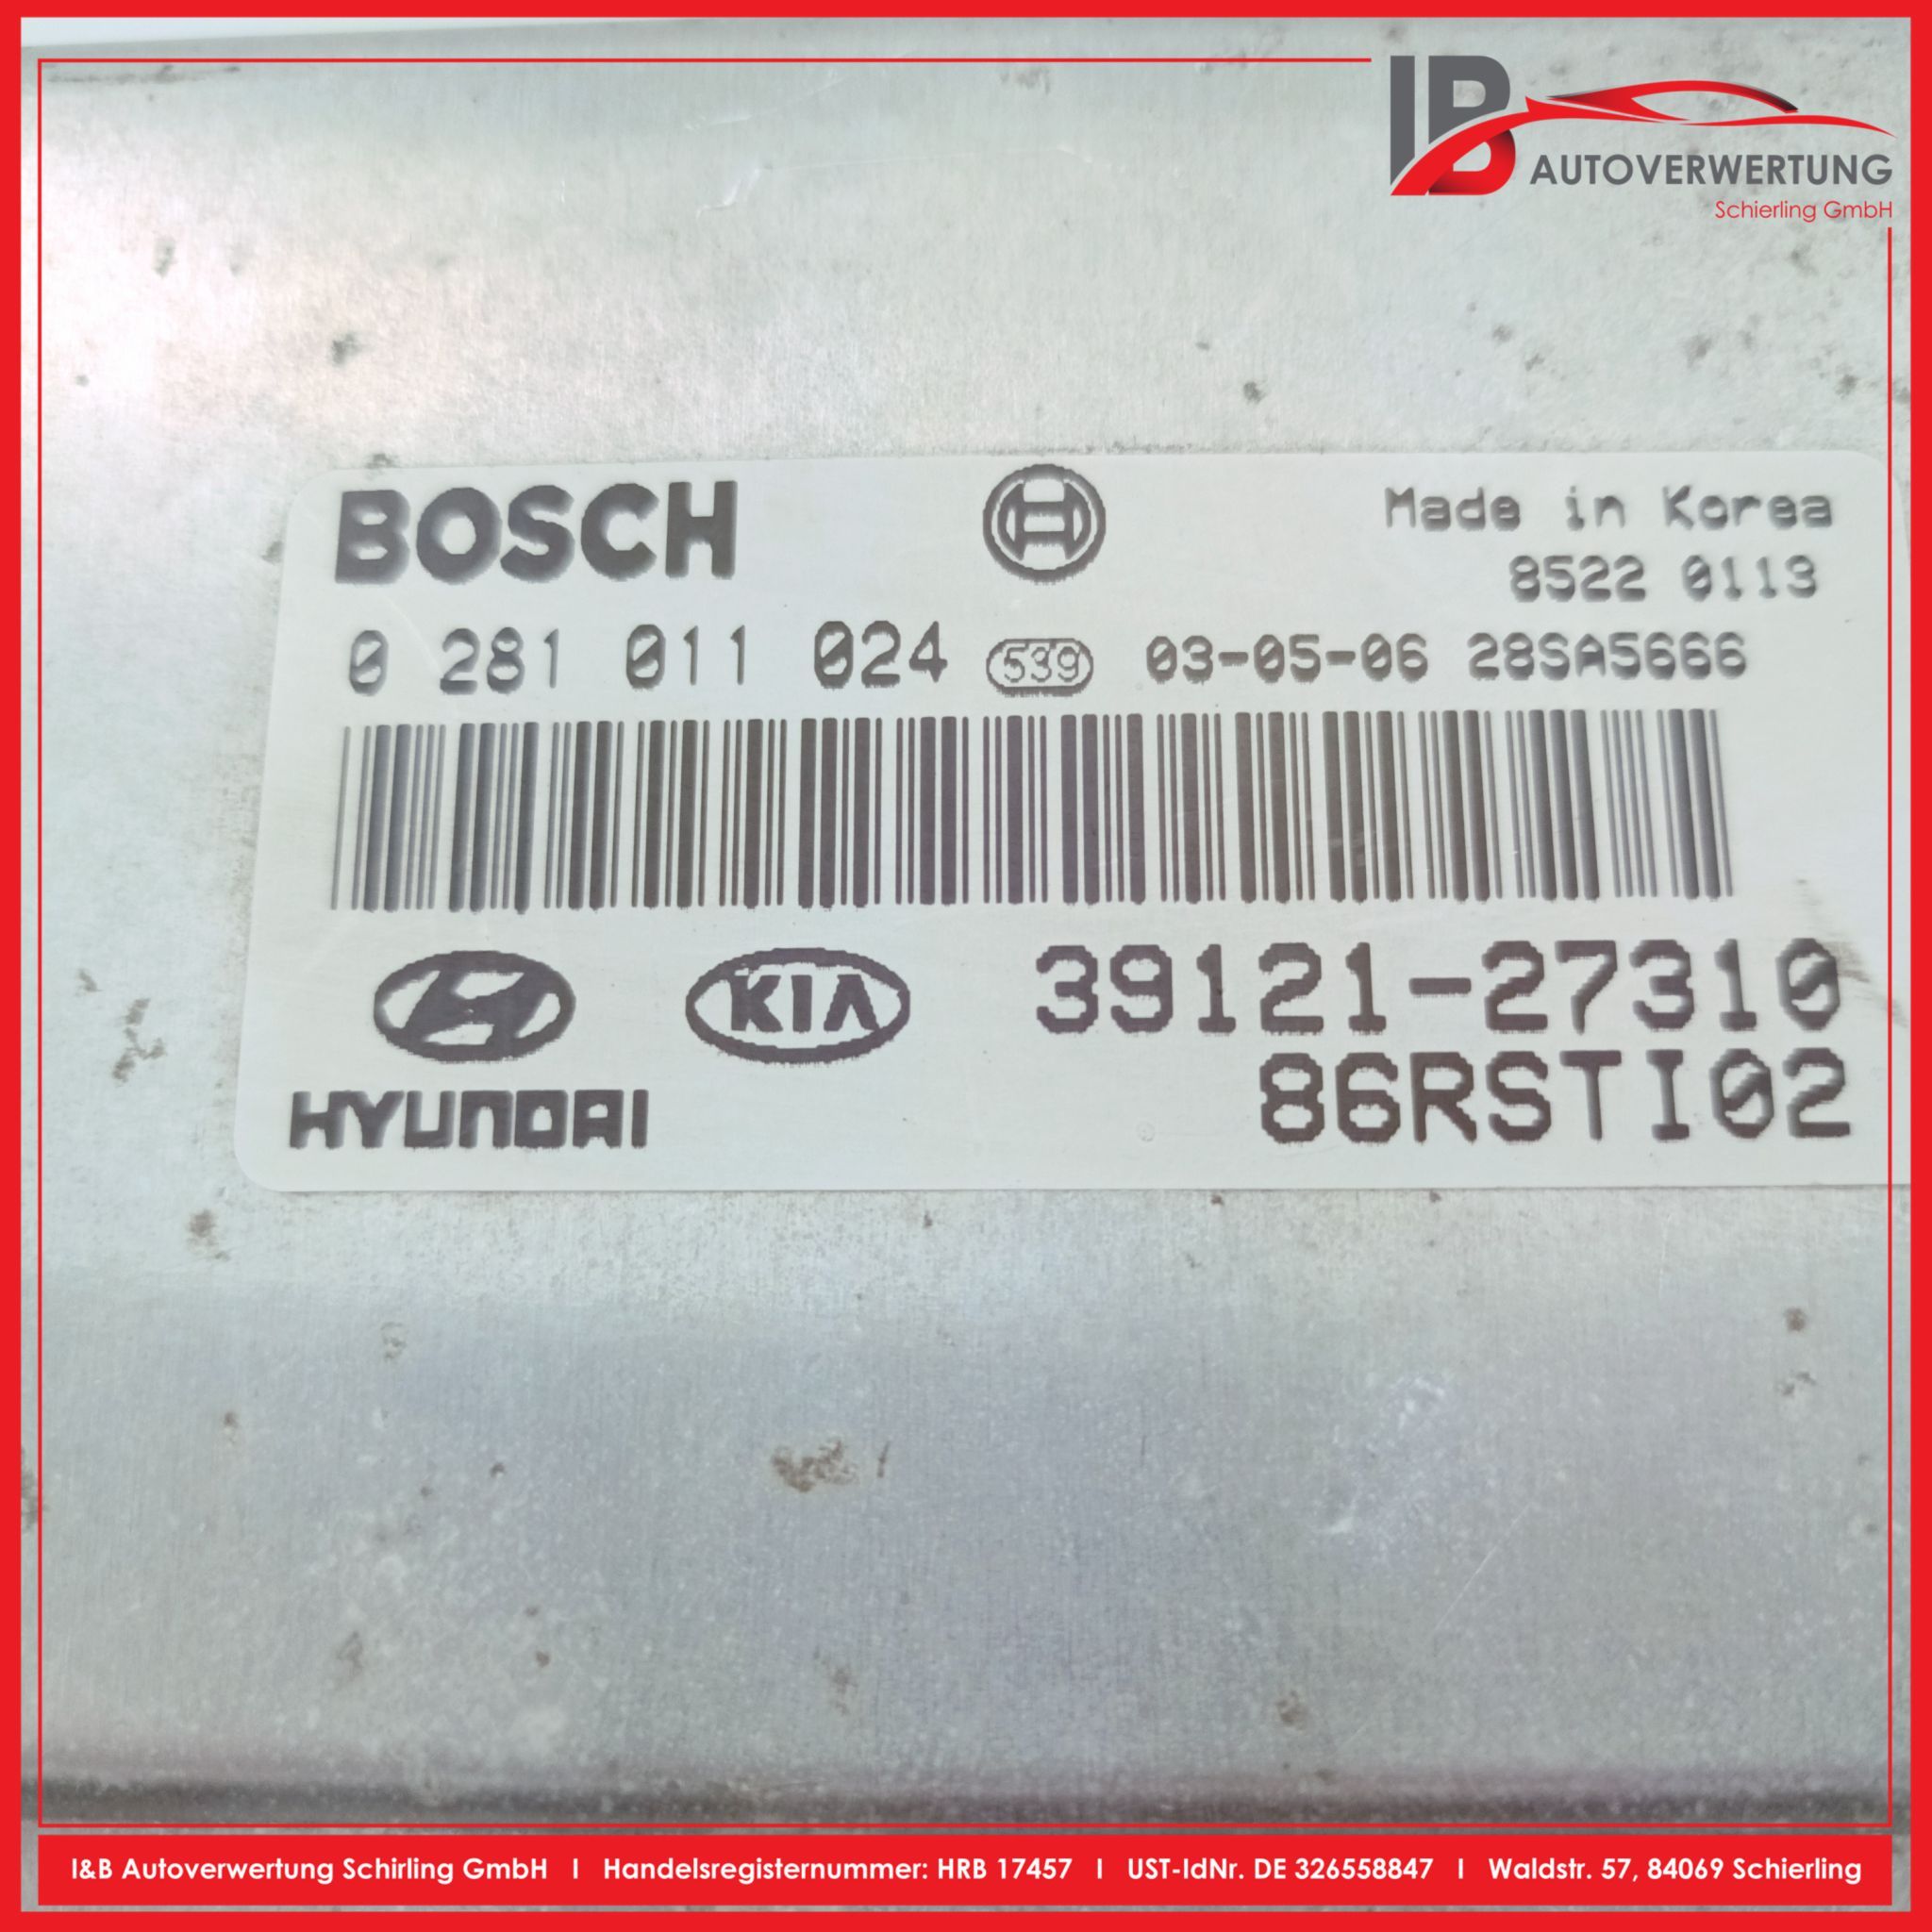 IB
AUTOVERWERTUNG
Schierling GmbH
BOSCH
Made in Korea
8522 0113
0 281 011 024 539 03-05-06 28SA5666
KIA 39121-27310
HYUNDAI 86RSTI02
I&B Autoverwertung Schirling GmbH I Handelsregisternummer: HRB 17457 I UST-IdNr. DE 326558847 I Waldstr. 57, 84069 Schierling